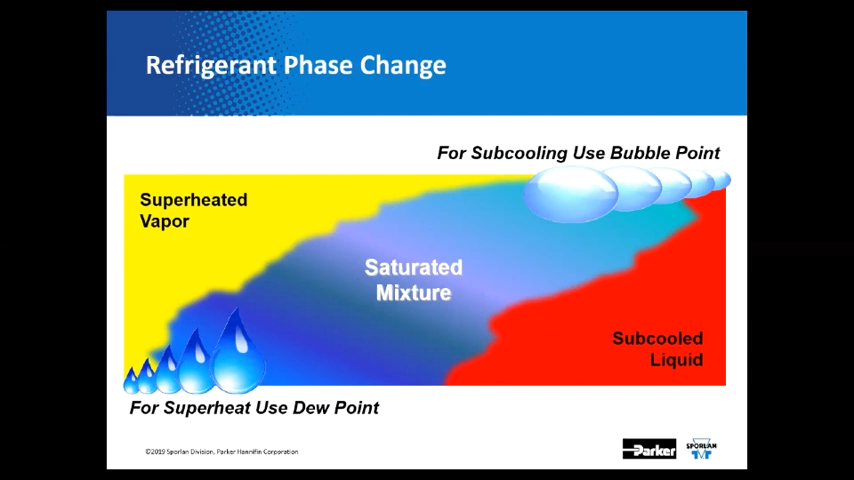 Refrigerant Phase Change
For Subcooling Use Bubble Point
Superheated
Vapor
Saturated
Mixture
Subcooled
Liquid
For Superheat Use Dew Point
©2019 Sporlan Division, Parker Hannifin Corporation
Parker
SPORLAN